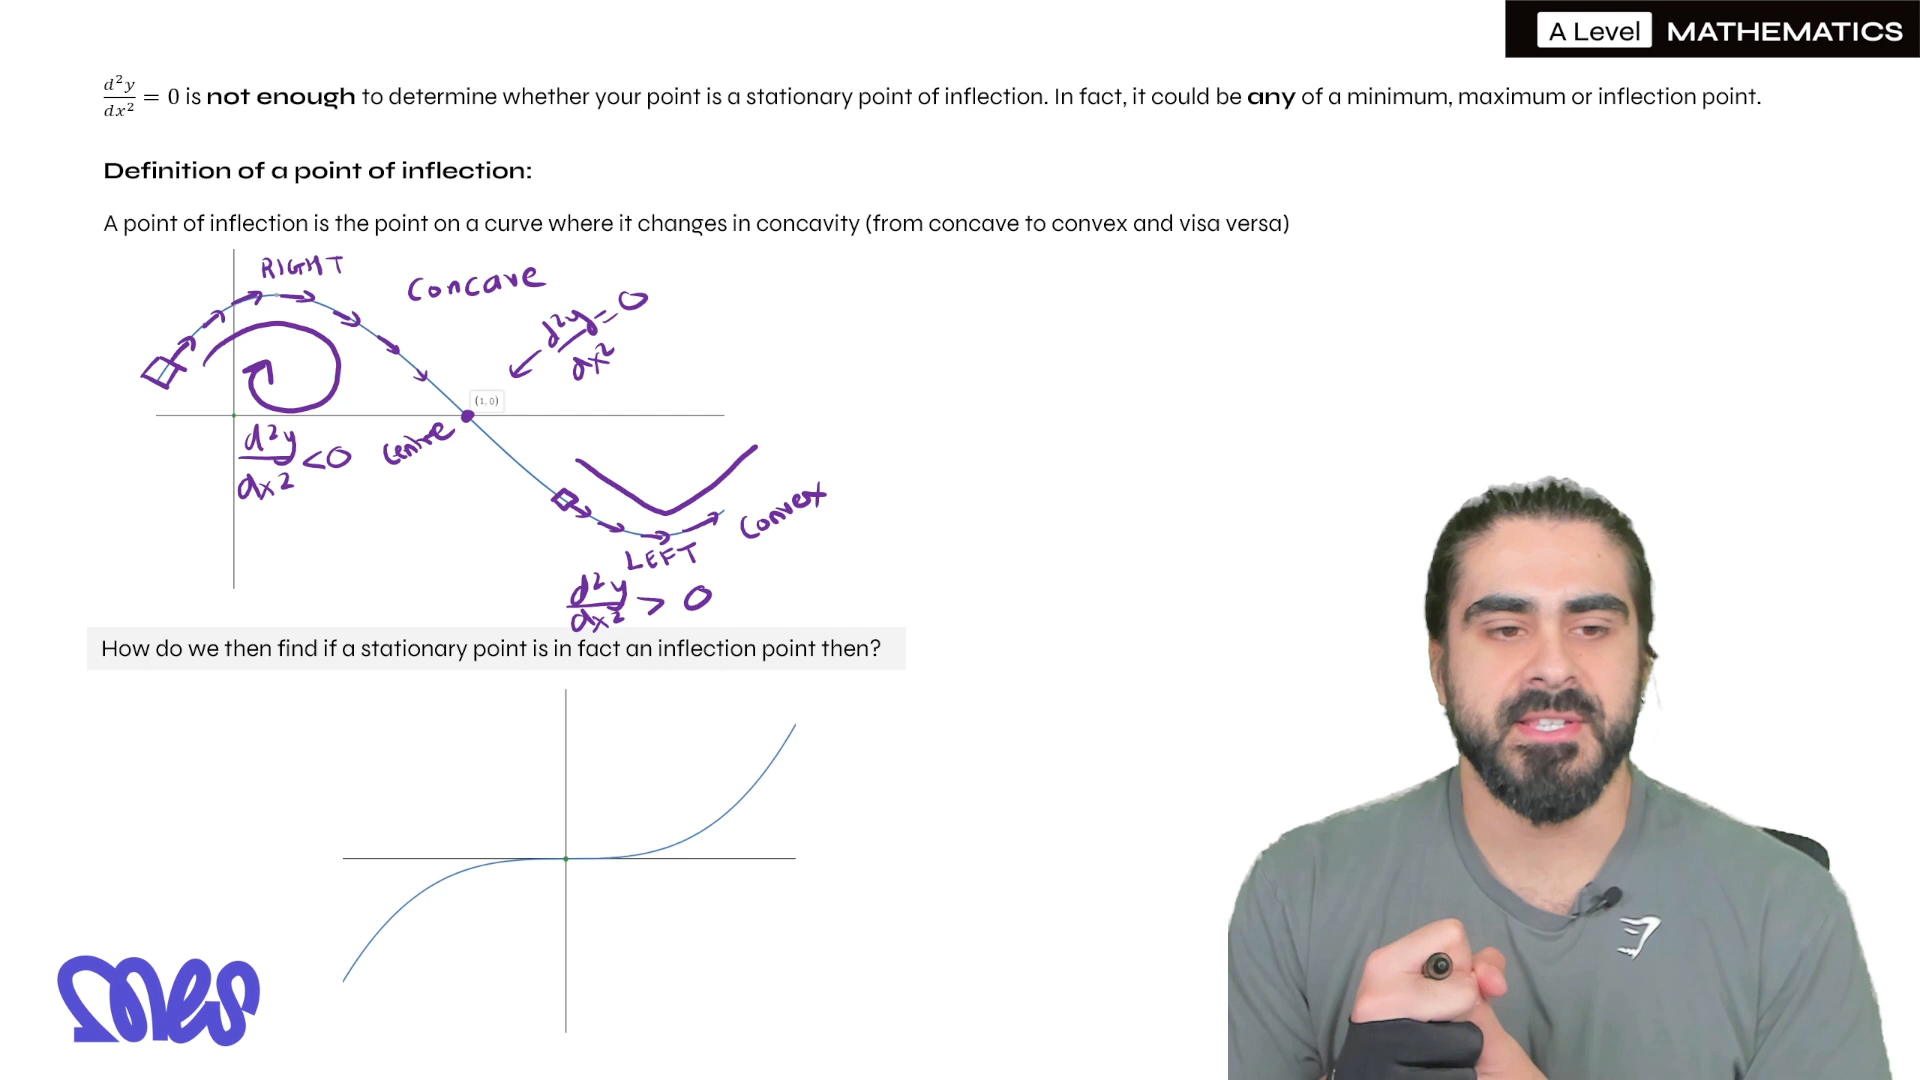 A Level MATHEMATICS
d²y/dx² = 0 is not enough to determine whether your point is a stationary point of inflection. In fact, it could be any of a minimum, maximum or inflection point.
Definition of a point of inflection:
A point of inflection is the point on a curve where it changes in concavity (from concave to convex and visa versa)
RIGHT
Concave
d²y/dx² = 0
(1, 0)
d²y/dx² < 0
Centre
Convex
LEFT
d²y/dx² > 0
How do we then find if a stationary point is in fact an inflection point then?
mes